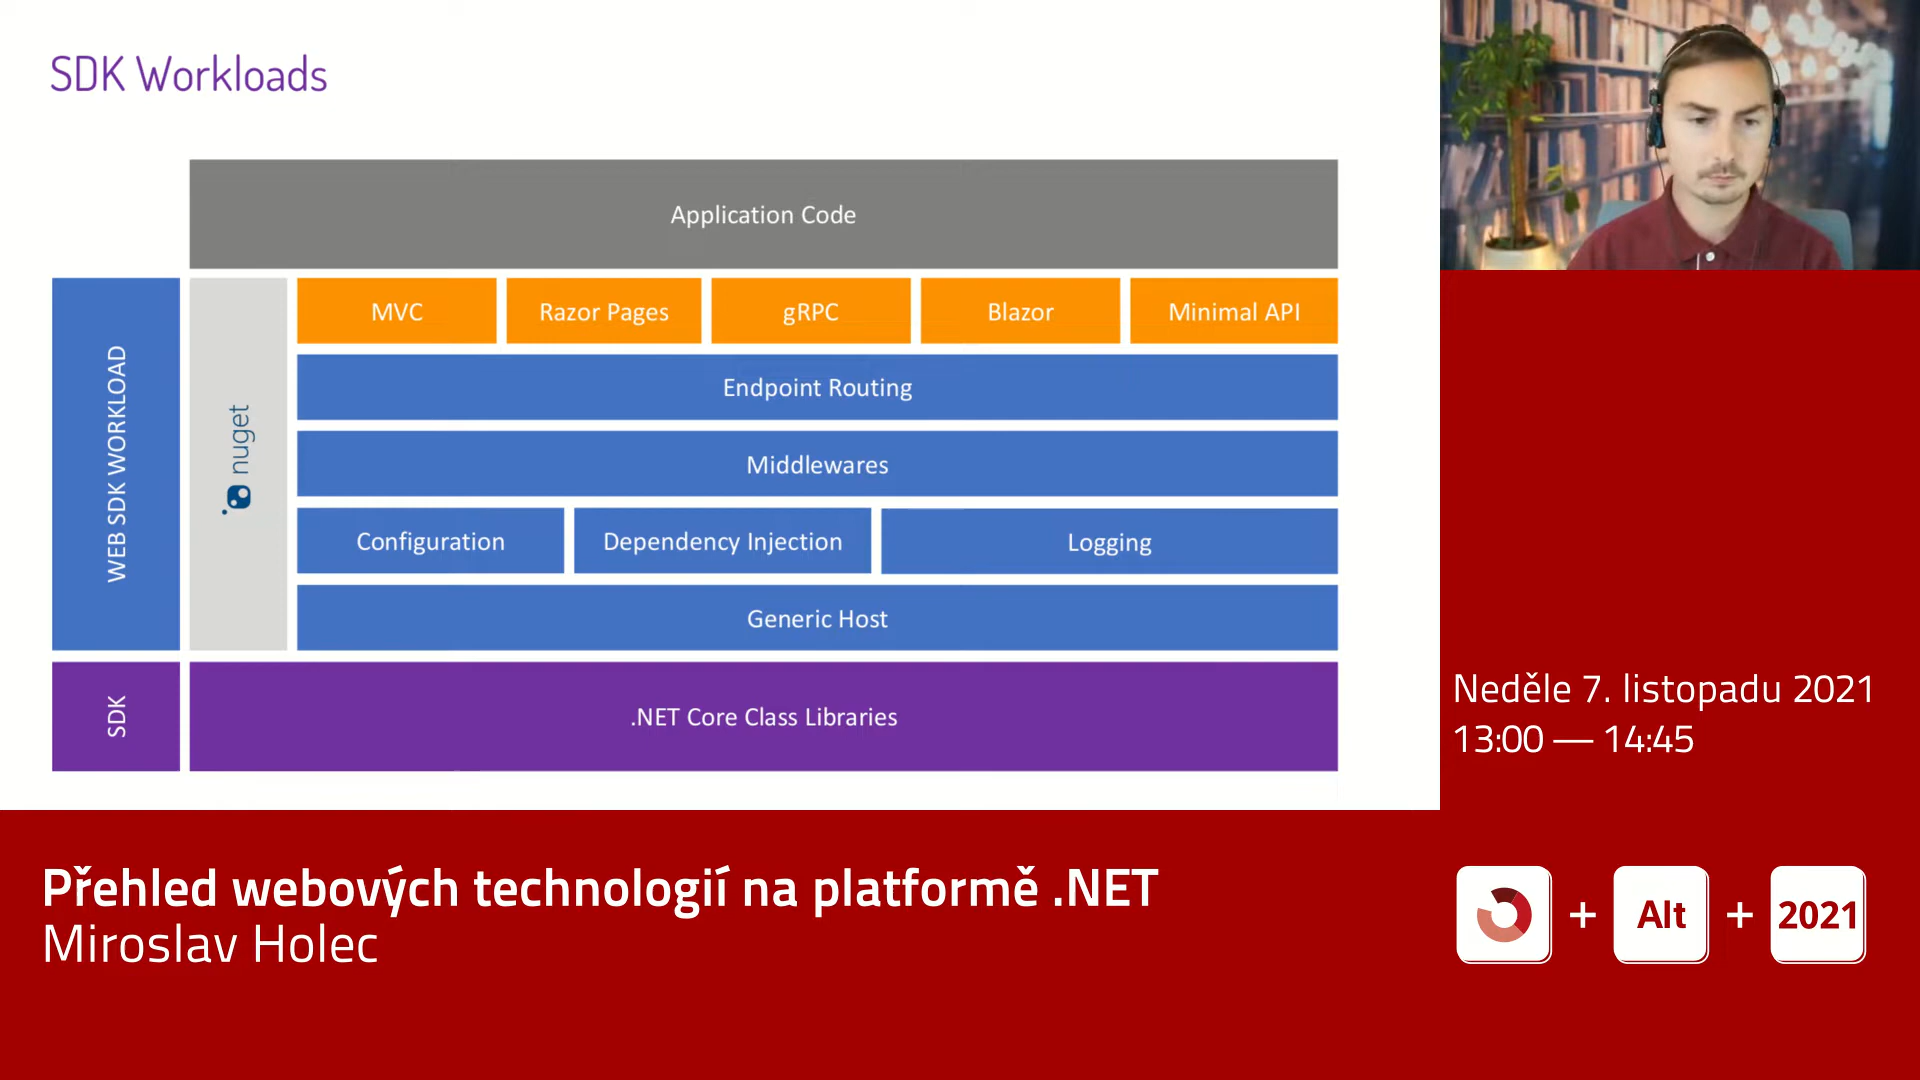 SDK Workloads
Application Code
WEB SDK WORKLOAD
nuget
MVC
Razor Pages
gRPC
Blazor
Minimal API
Endpoint Routing
Middlewares
Configuration
Dependency Injection
Logging
Generic Host
SDK
.NET Core Class Libraries
Neděle 7. listopadu 2021
13:00 — 14:45
Přehled webových technologií na platformě .NET
Miroslav Holec
+ Alt + 2021